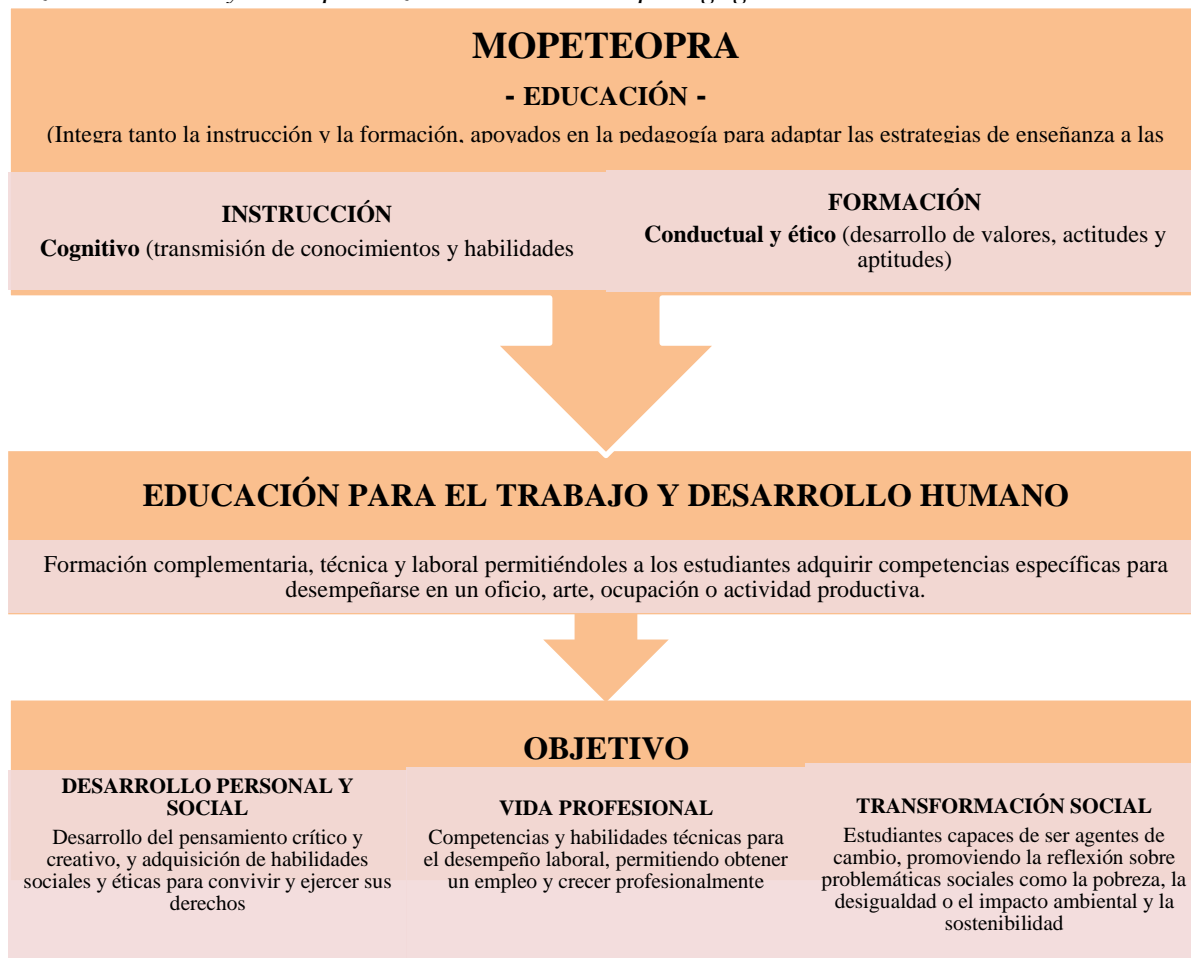 MOPETEOPRA
- EDUCACIÓN -
(Integra tanto la instrucción y la formación, apoyados en la pedagogía para adaptar las estrategias de enseñanza a las
INSTRUCCIÓN
Cognitivo (transmisión de conocimientos y habilidades
FORMACIÓN
Conductual y ético (desarrollo de valores, actitudes y
aptitudes)
EDUCACIÓN PARA EL TRABAJO Y DESARROLLO HUMANO
Formación complementaria, técnica y laboral permitiéndoles a los estudiantes adquirir competencias específicas para
desempeñarse en un oficio, arte, ocupación o actividad productiva.
OBJETIVO
DESARROLLO PERSONAL Y
SOCIAL
Desarrollo del pensamiento crítico y
creativo, y adquisición de habilidades
sociales y éticas para convivir y ejercer sus
derechos
VIDA PROFESIONAL
Competencias y habilidades técnicas para
el desempeño laboral, permitiendo obtener
un empleo y crecer profesionalmente
TRANSFORMACIÓN SOCIAL
Estudiantes capaces de ser agentes de
cambio, promoviendo la reflexión sobre
problemáticas sociales como la pobreza, la
desigualdad o el impacto ambiental y la
sostenibilidad